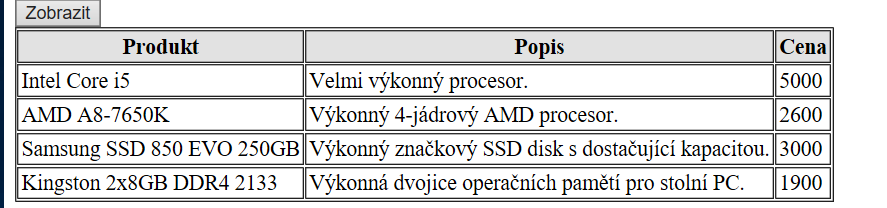 Zobrazit
Produkt Popis Cena
Intel Core i5 Velmi výkonný procesor. 5000
AMD A8-7650K Výkonný 4-jádrový AMD procesor. 2600
Samsung SSD 850 EVO 250GB Výkonný značkový SSD disk s dostačující kapacitou. 3000
Kingston 2x8GB DDR4 2133 Výkonná dvojice operačních pamětí pro stolní PC. 1900